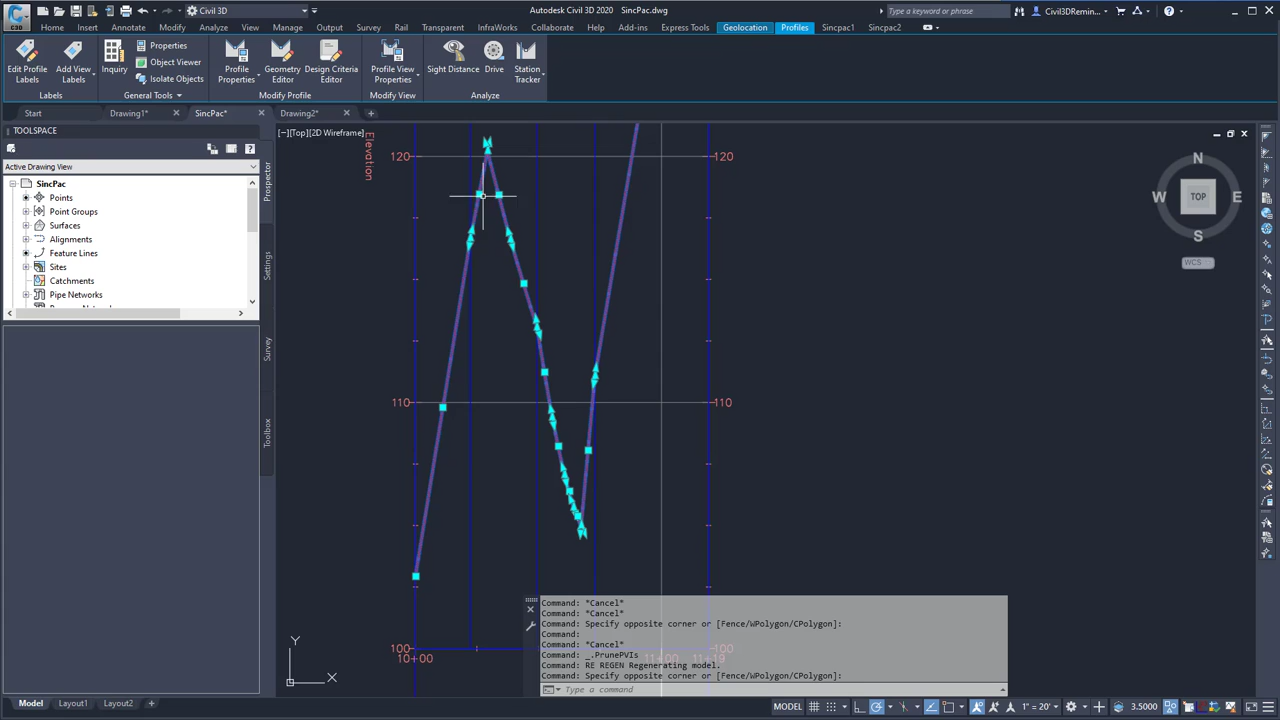 Civil 3D
Autodesk Civil 3D 2020 SincPac.dwg
Type a keyword or phrase
Civil3DRemin...
Home Insert Annotate Modify Analyze View Manage Output Survey Rail Transparent InfraWorks Collaborate Add-ins Express Tools Geolocation Profiles Sincpac1 Sincpac2
Edit Profile Labels
Add View Labels
Labels
Inquiry
Properties
Object Viewer
Isolate Objects
General Tools
Profile Properties
Geometry Editor
Design Criteria Editor
Modify Profile
Profile View Properties
Modify View
Sight Distance
Drive
Station Tracker
Analyze
Start Drawing1* SincPac* Drawing2*
TOOLSPACE
Active Drawing View
SincPac
Points
Point Groups
Surfaces
Alignments
Feature Lines
Sites
Catchments
Pipe Networks
Prospector
Settings
Survey
Toolbox
[−][Top][2D Wireframe]
Elevation
120
120
110
110
100
100
10+00
11+00
11+19
Y
X
N
W TOP E
S
WCS
Command: *Cancel*
Command: *Cancel*
Command: Specify opposite corner or [Fence/WPolygon/CPolygon]:
Command:
Command: *Cancel*
Command: _.PrunePVIs
Command: RE REGEN Regenerating model.
Command: Specify opposite corner or [Fence/WPolygon/CPolygon]:
Type a command
Model Layout1 Layout2
MODEL 1" = 20' 3.5000